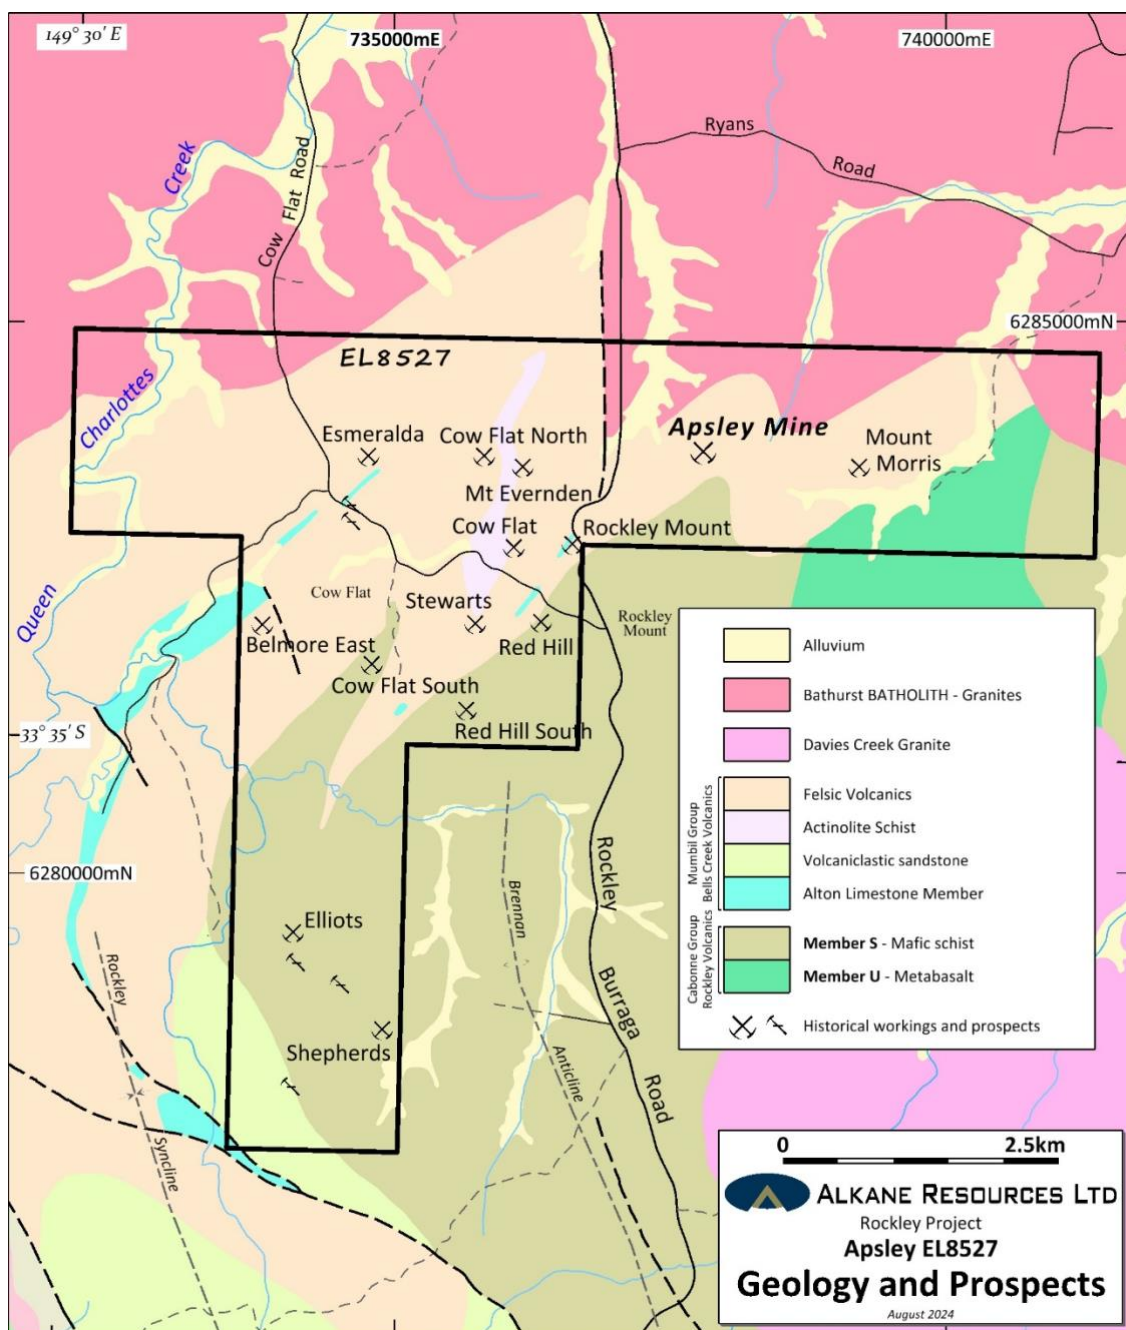 149° 30' E
735000mE
740000mE
Ryans
Road
Creek
Cow Flat Road
6285000mN
EL8527
Charlottes
Esmeralda
Cow Flat North
Apsley Mine
Mount
Morris
Mt Evernden
Cow Flat
Rockley Mount
Queen
Cow Flat
Stewarts
Rockley
Mount
Belmore East
Red Hill
Cow Flat South
Red Hill South
33° 35' S
6280000mN
Elliots
Shepherds
Rockley
Syncline
Brennan
Anticline
Rockley
Burraga
Road
Alluvium
Bathurst BATHOLITH - Granites
Davies Creek Granite
Mumbil Group
Bells Creek Volcanics
Felsic Volcanics
Actinolite Schist
Volcaniclastic sandstone
Alton Limestone Member
Cabonne Group
Rockley Volcanics
Member S - Mafic schist
Member U - Metabasalt
Historical workings and prospects
0 2.5km
ALKANE RESOURCES LTD
Rockley Project
Apsley EL8527
Geology and Prospects
August 2024